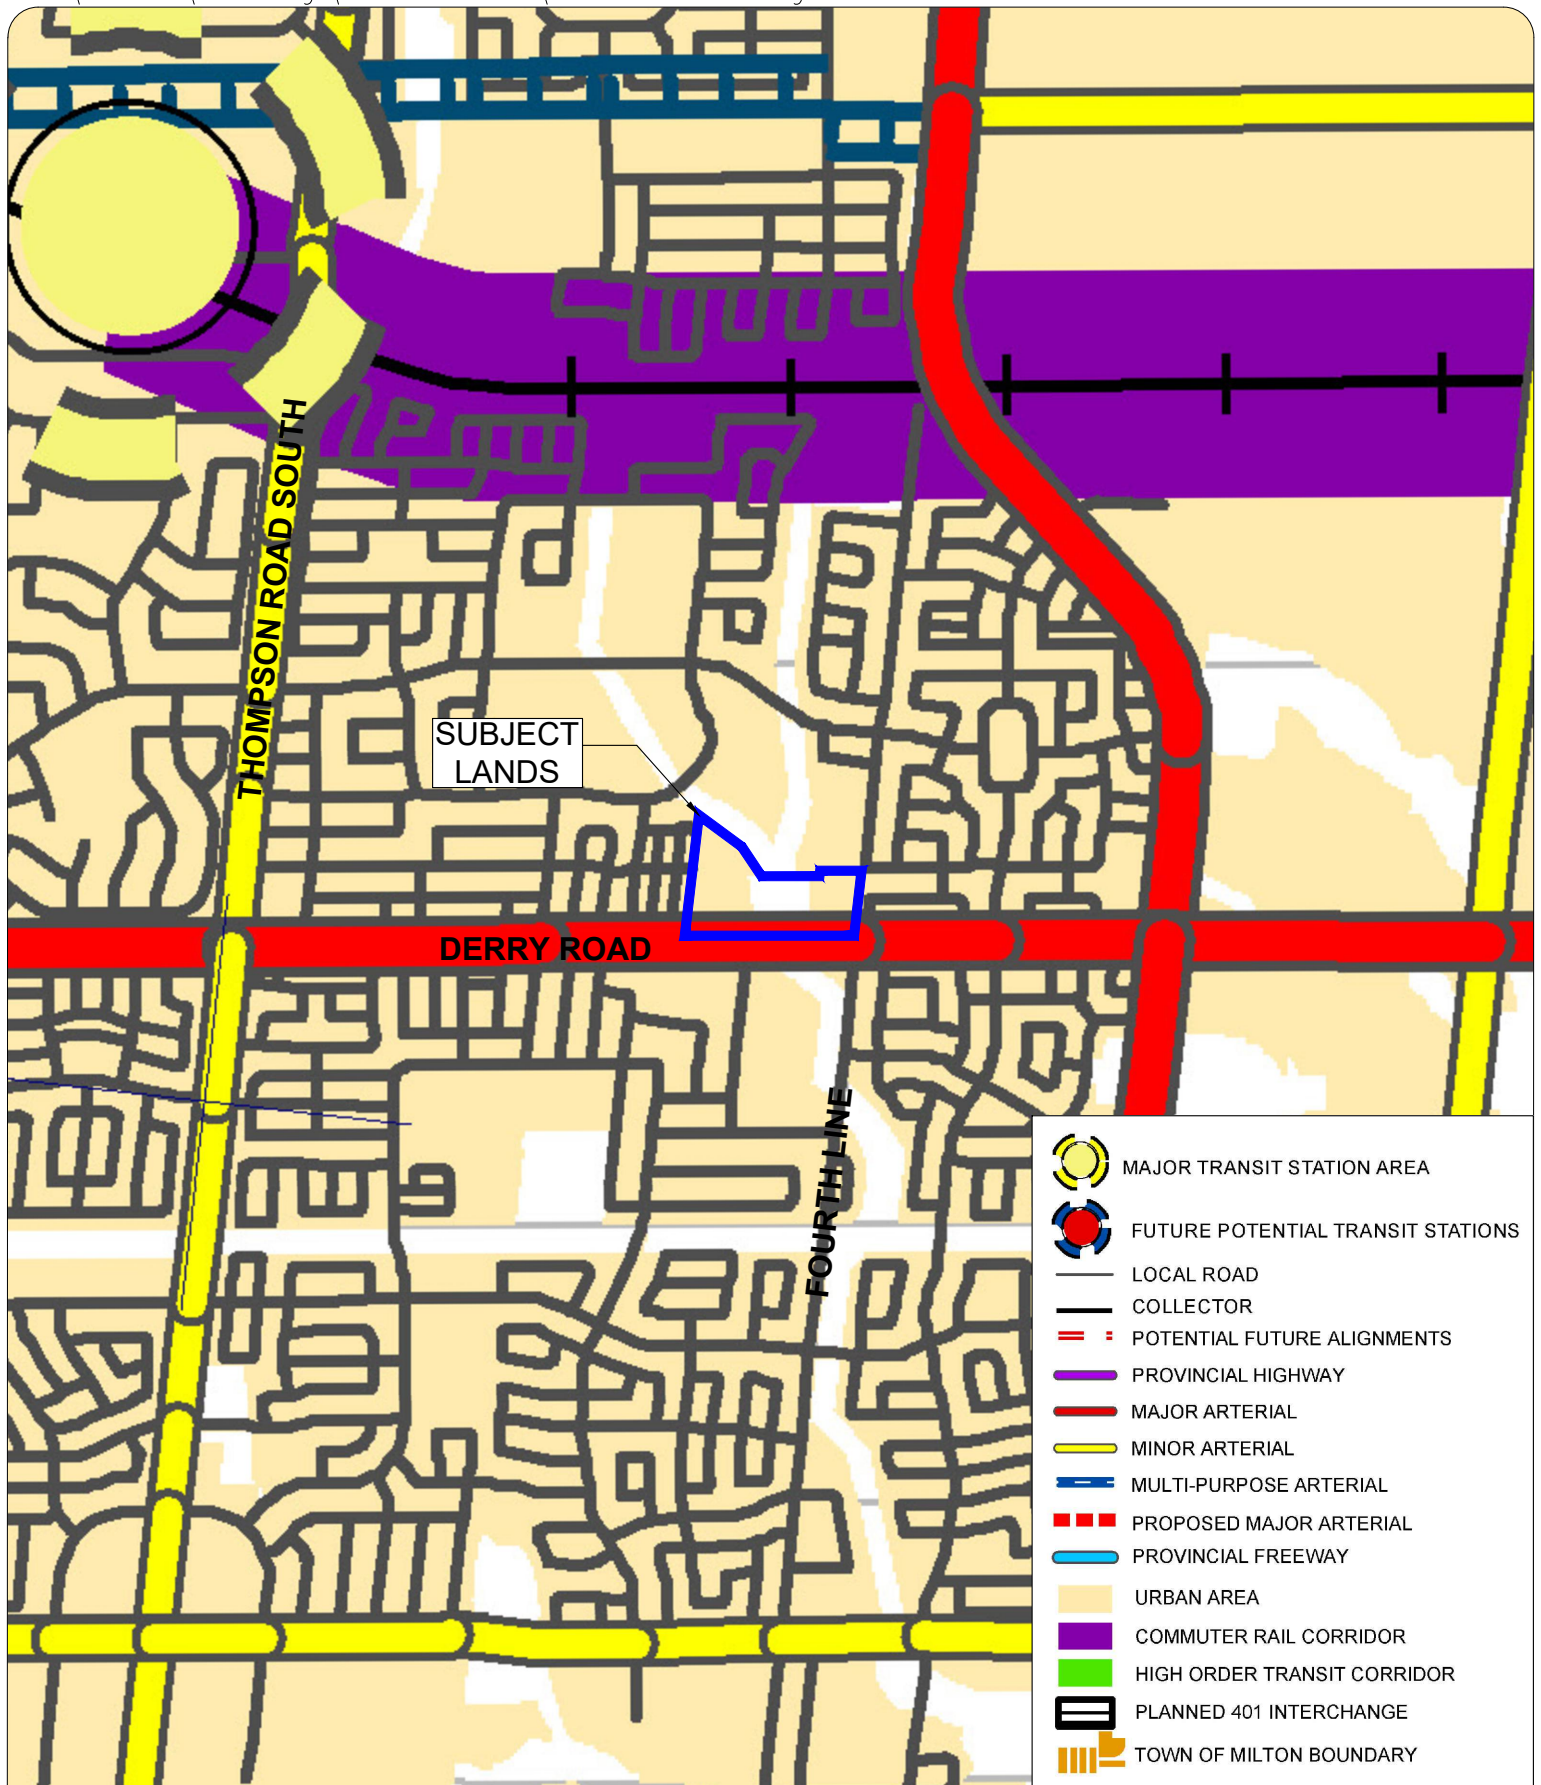 THOMPSON ROAD SOUTH
SUBJECT
LANDS
DERRY ROAD
FOURTH LINE
MAJOR TRANSIT STATION AREA
FUTURE POTENTIAL TRANSIT STATIONS
LOCAL ROAD
COLLECTOR
POTENTIAL FUTURE ALIGNMENTS
PROVINCIAL HIGHWAY
MAJOR ARTERIAL
MINOR ARTERIAL
MULTI-PURPOSE ARTERIAL
PROPOSED MAJOR ARTERIAL
PROVINCIAL FREEWAY
URBAN AREA
COMMUTER RAIL CORRIDOR
HIGH ORDER TRANSIT CORRIDOR
PLANNED 401 INTERCHANGE
TOWN OF MILTON BOUNDARY